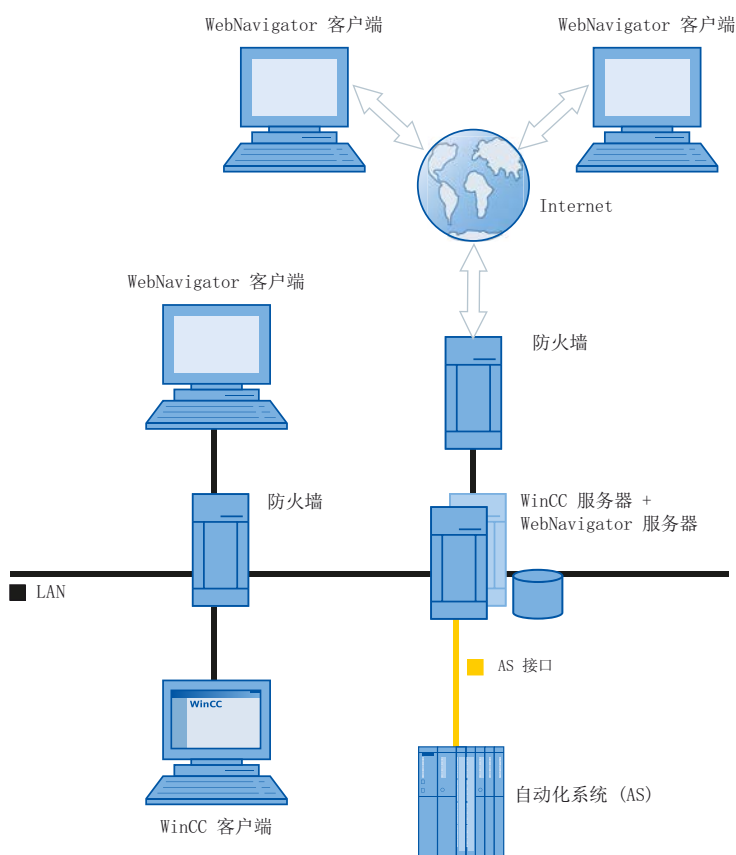 WebNavigator 客户端
WebNavigator 客户端
Internet
WebNavigator 客户端
防火墙
防火墙
WinCC 服务器 +
WebNavigator 服务器
LAN
AS 接口
WinCC
自动化系统 (AS)
WinCC 客户端